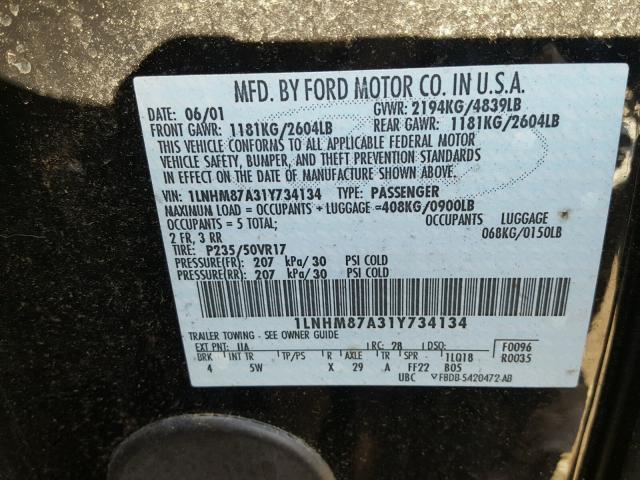 MFD. BY FORD MOTOR CO. IN U.S.A.
DATE: 06/01 GVWR: 2194KG/4839LB
FRONT GAWR: 1181KG/2604LB REAR GAWR: 1181KG/2604LB
THIS VEHICLE CONFORMS TO ALL APPLICABLE FEDERAL MOTOR
VEHICLE SAFETY, BUMPER, AND THEFT PREVENTION STANDARDS
IN EFFECT ON THE DATE OF MANUFACTURE SHOWN ABOVE.
VIN: 1LNHM87A31Y734134 TYPE: PASSENGER
MAXIMUM LOAD = OCCUPANTS + LUGGAGE =408KG/0900LB
OCCUPANTS = 5 TOTAL; OCCUPANTS LUGGAGE
2 FR, 3 RR 068KG/0150LB
TIRE: P235/50VR17
PRESSURE(FR) 207 kPa/30 PSI COLD
PRESSURE(RR) 207 kPa/30 PSI COLD
1LNHM87A31Y734134
TRAILER TOWING - SEE OWNER GUIDE
EXT PNT: UA RC: 28 DSO: F0096
BRK INT TR TP/PS R AXLE TR SPR 1LQ18 R0035
4 5W X 29 A FF22 B05
UBC F8DB-5420472-AB